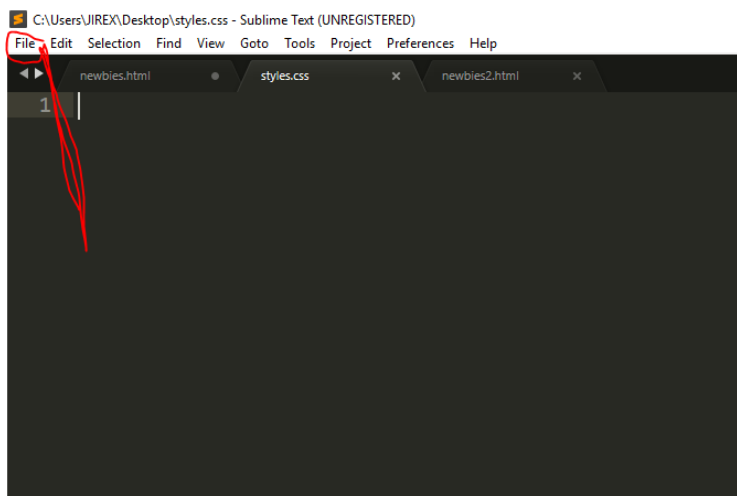 C:\Users\JIREX\Desktop\styles.css - Sublime Text (UNREGISTERED)
File Edit Selection Find View Goto Tools Project Preferences Help
newbies.html styles.css newbies2.html
1